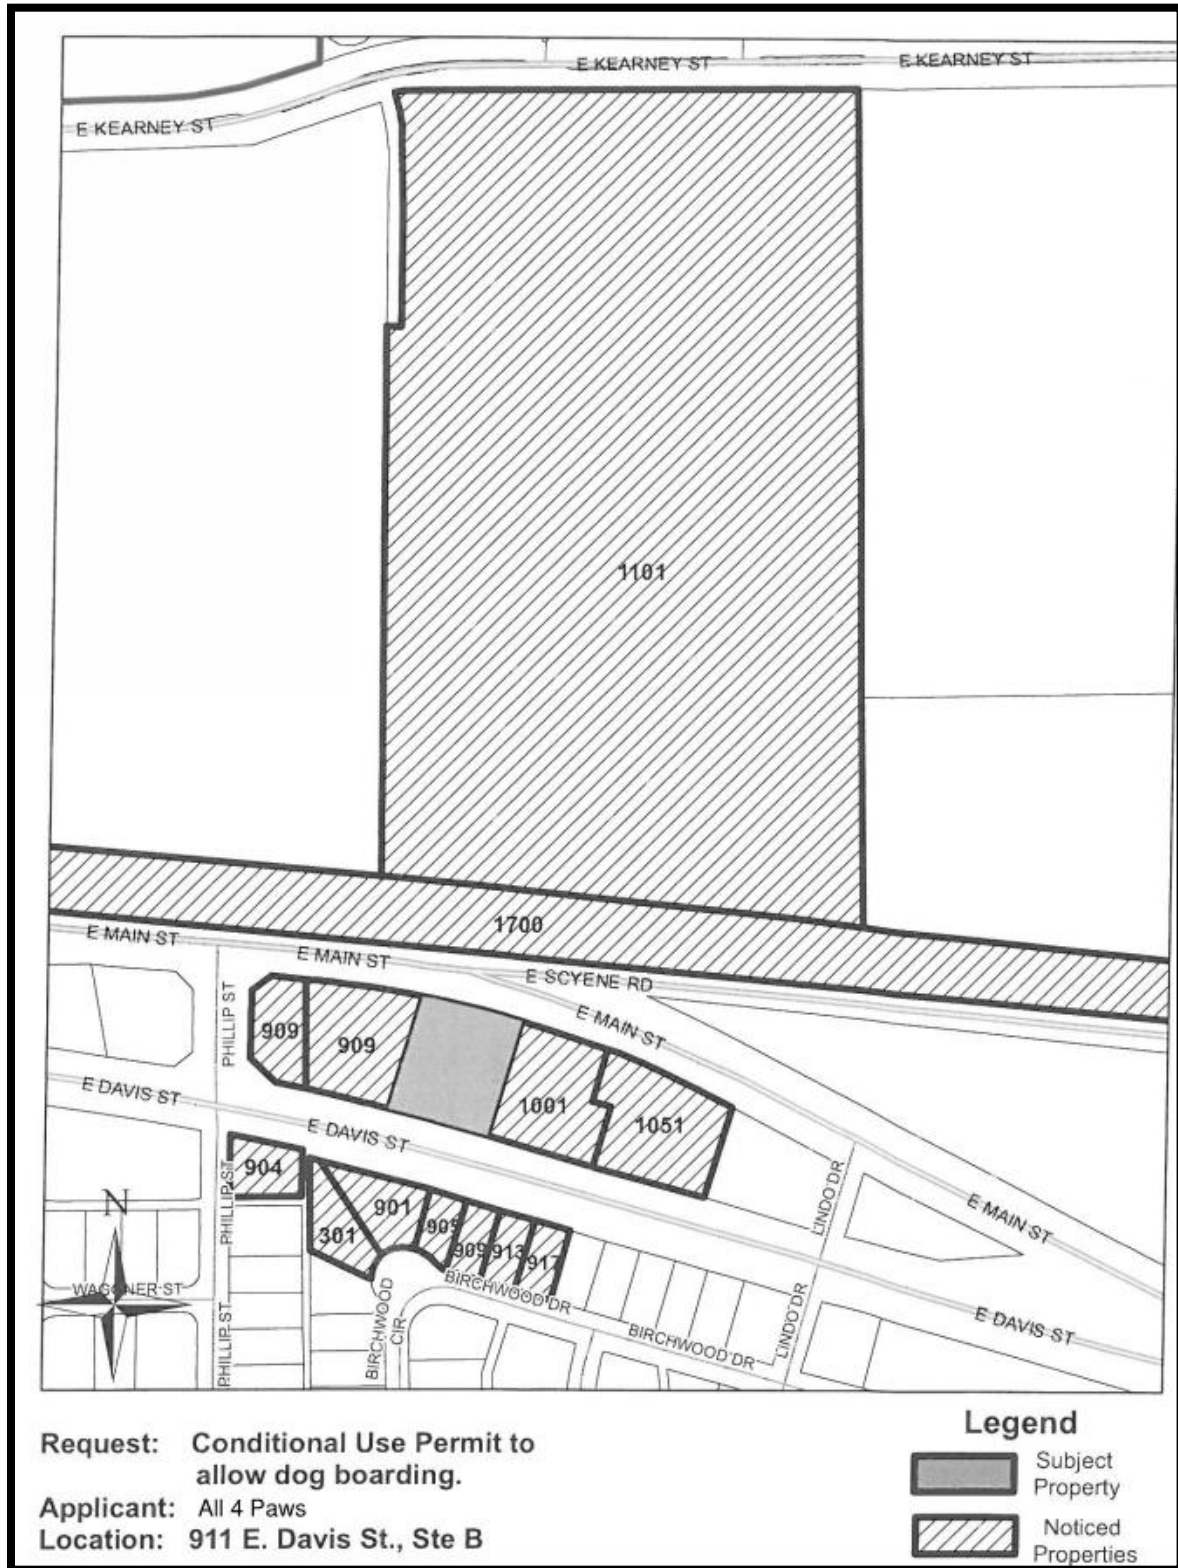 E KEARNEY ST
E KEARNEY ST
E KEARNEY ST
1101
1700
E MAIN ST
E MAIN ST
E SCYENE RD
E MAIN ST
PHILLIP ST
909
909
1001
1051
E DAVIS ST
E DAVIS ST
904
PHILLIP ST
901
301
905
909
913
917
LINDO DR
E MAIN ST
N
WAGONER ST
BIRCHWOOD DR
BIRCHWOOD CIR
BIRCHWOOD DR
LINDO DR
E DAVIS ST
PHILLIP ST
Request: Conditional Use Permit to
allow dog boarding.
Applicant: All 4 Paws
Location: 911 E. Davis St., Ste B
Legend
Subject
Property
Noticed
Properties